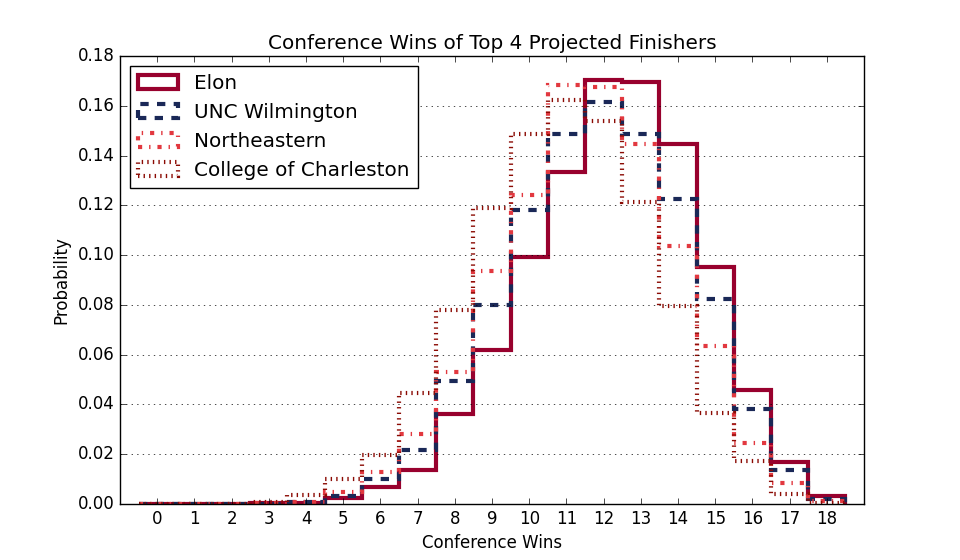 Conference Wins of Top 4 Projected Finishers
0.18
0.16
0.14
0.12
0.10
0.08
0.06
0.04
0.02
0.00
Probability
Elon
UNC Wilmington
Northeastern
College of Charleston
0 1 2 3 4 5 6 7 8 9 10 11 12 13 14 15 16 17 18
Conference Wins